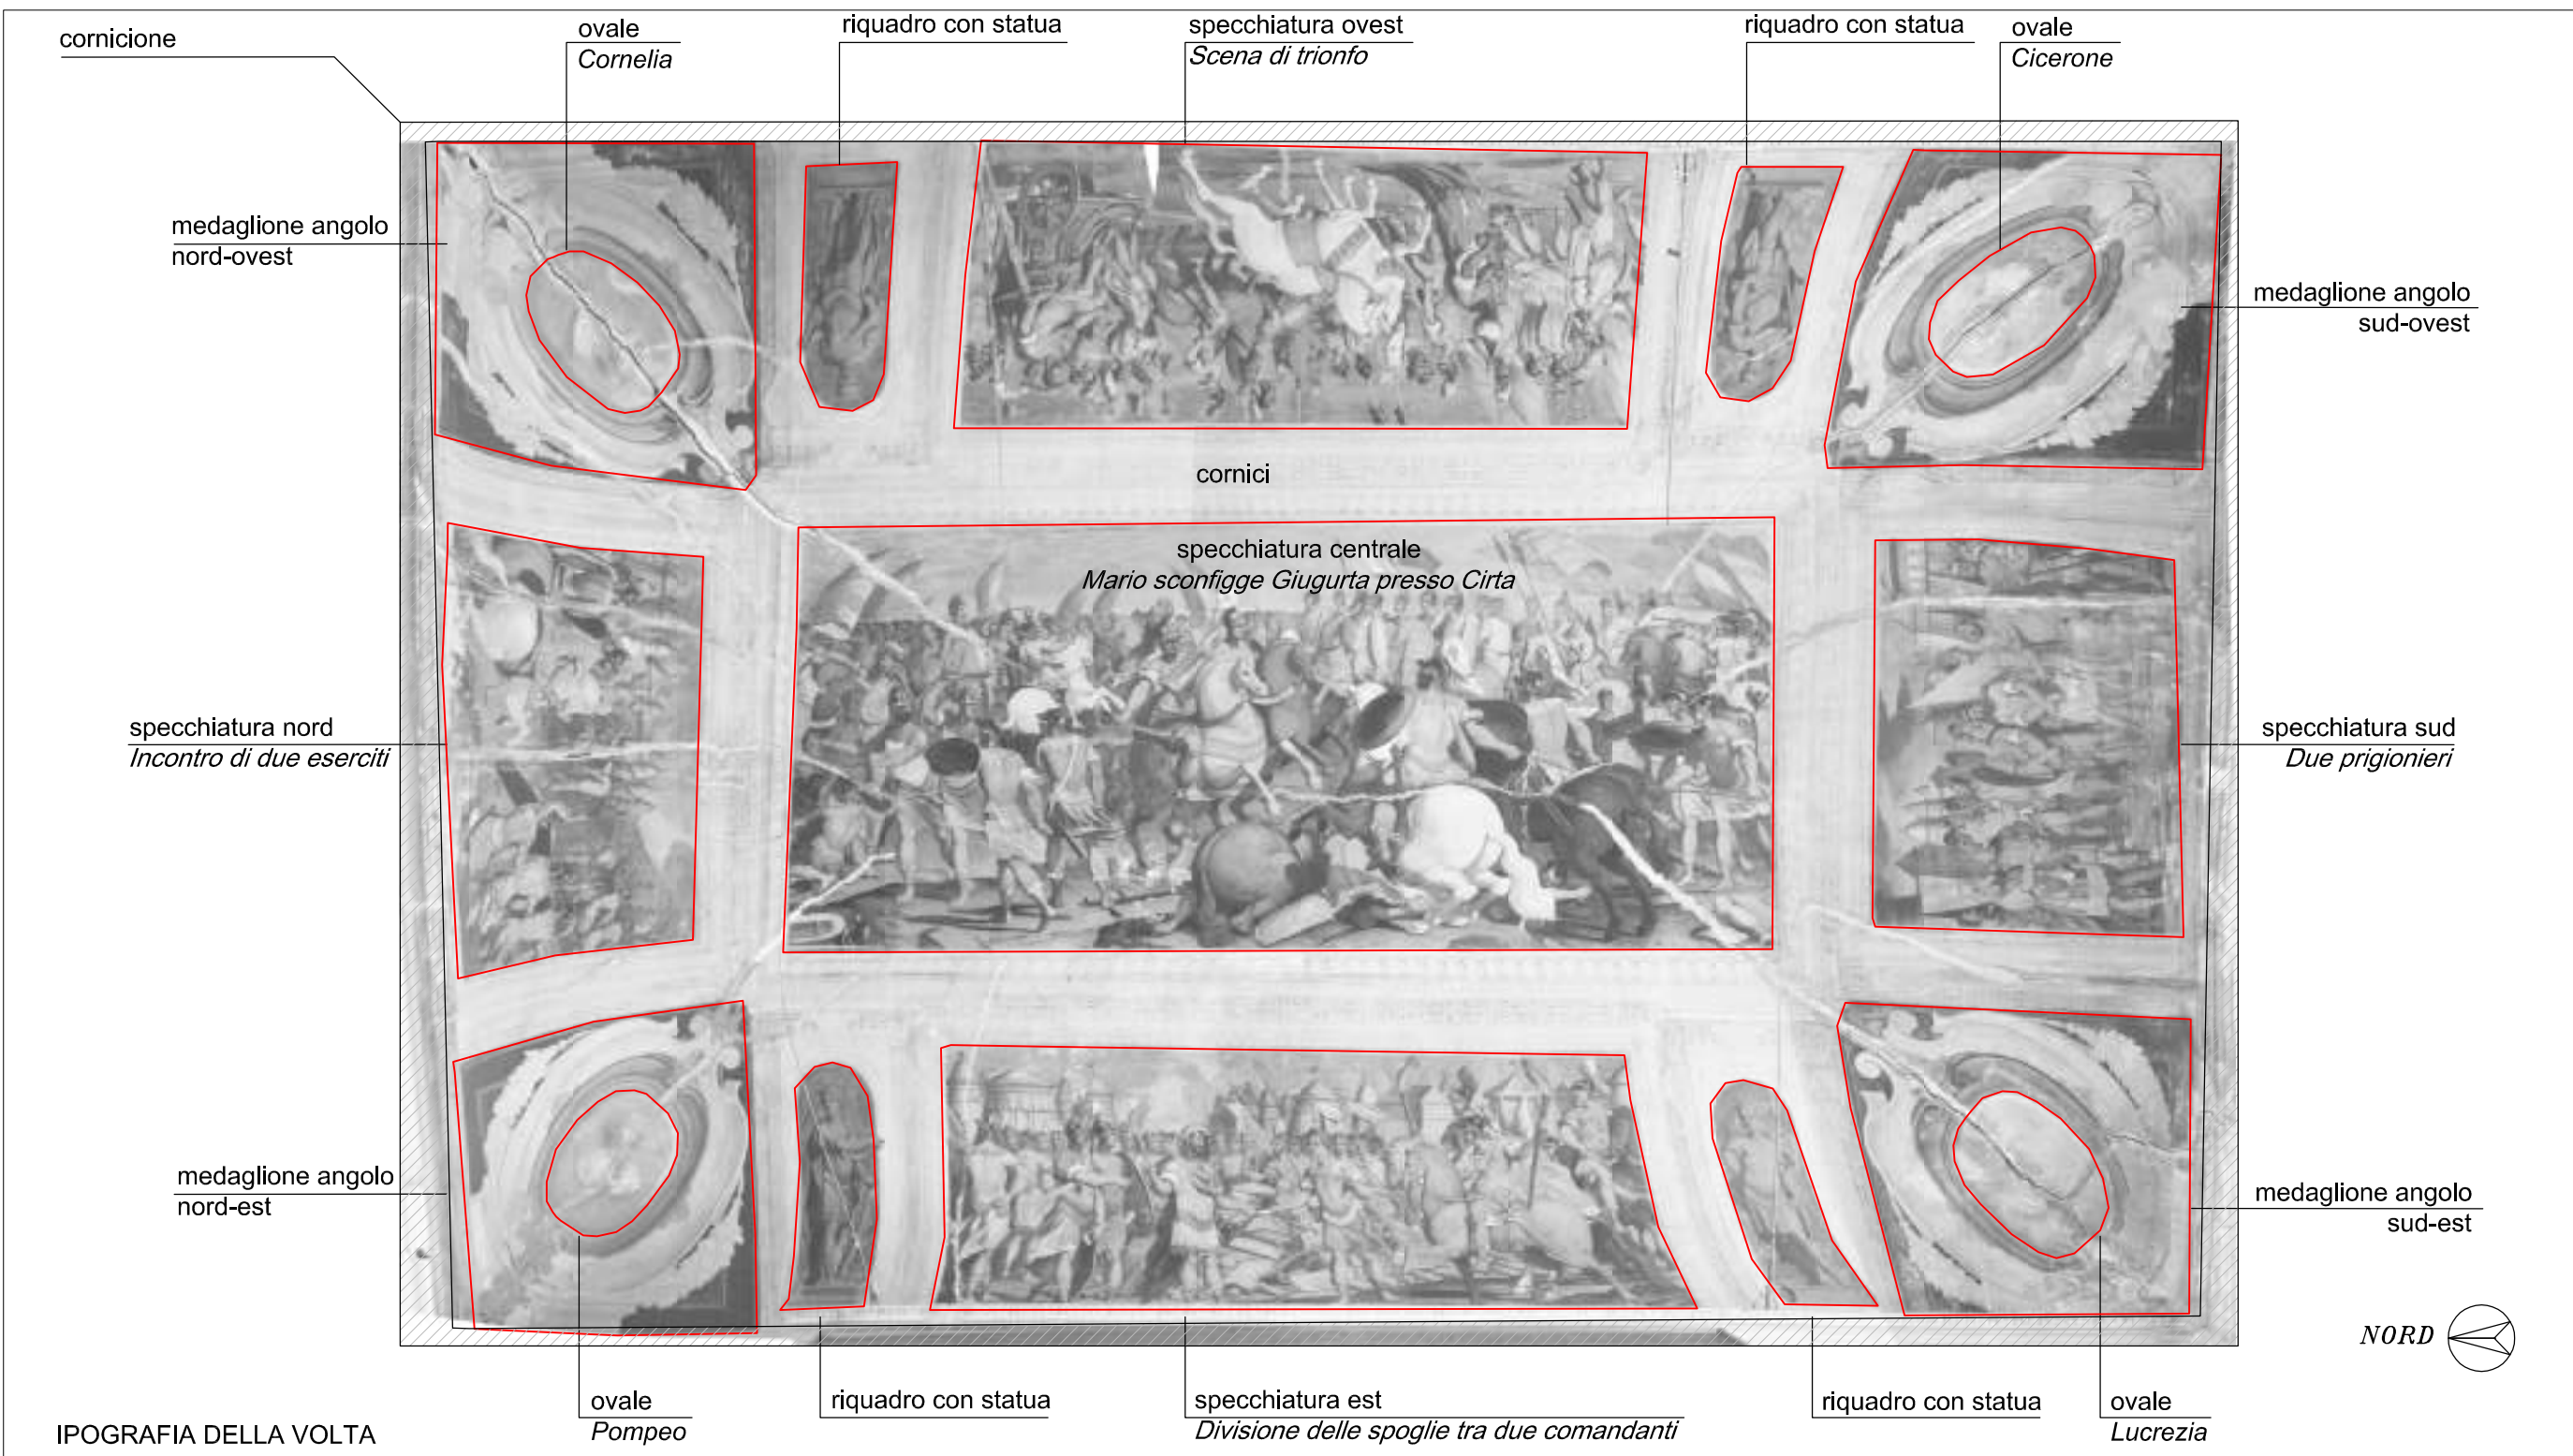 cornicione
ovale
Cornelia
riquadro con statua
specchiatura ovest
Scena di trionfo
riquadro con statua
ovale
Cicerone
medaglione angolo
nord-ovest
medaglione angolo
sud-ovest
cornici
specchiatura centrale
Mario sconfigge Giugurta presso Cirta
specchiatura nord
Incontro di due eserciti
specchiatura sud
Due prigionieri
medaglione angolo
nord-est
medaglione angolo
sud-est
NORD
ovale
Pompeo
riquadro con statua
specchiatura est
Divisione delle spoglie tra due comandanti
riquadro con statua
ovale
Lucrezia
IPOGRAFIA DELLA VOLTA